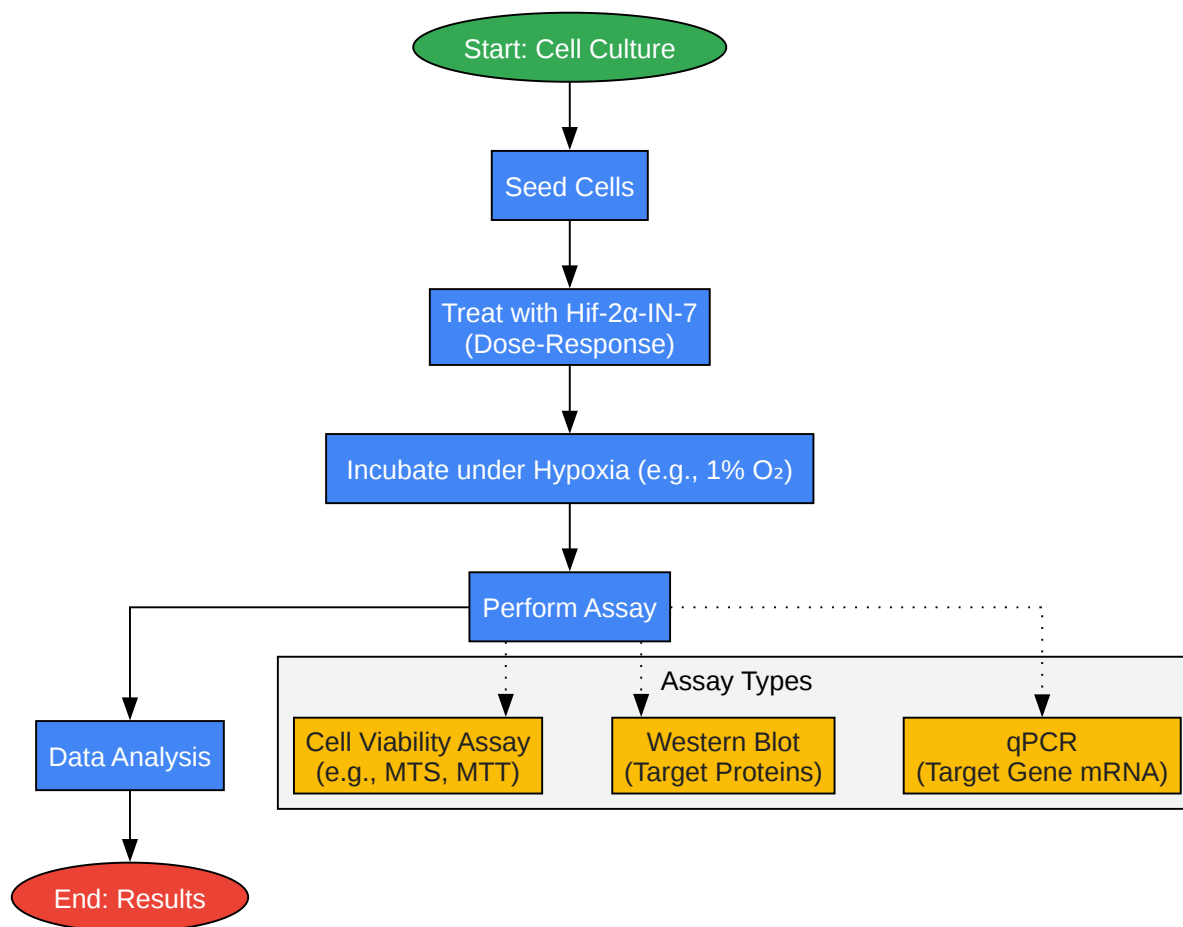 Start: Cell Culture
Seed Cells
Treat with Hif-2α-IN-7
(Dose-Response)
Incubate under Hypoxia (e.g., 1% O₂)
Perform Assay
Assay Types
Data Analysis
Cell Viability Assay
(e.g., MTS, MTT)
Western Blot
(Target Proteins)
qPCR
(Target Gene mRNA)
End: Results